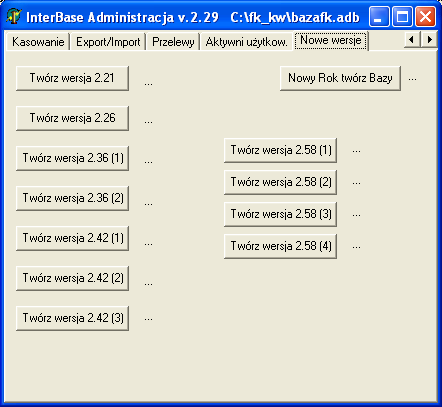 InterBase Administracja v.2.29 C:\fk_kw\bazafk.adb
Kasowanie Export/Import Przelewy Aktywni użytkow. Nowe wersje
Twórz wersja 2.21 ... Nowy Rok twórz Bazy ...
Twórz wersja 2.26 ...
Twórz wersja 2.36 (1) ... Twórz wersja 2.58 (1) ...
Twórz wersja 2.36 (2) ... Twórz wersja 2.58 (2) ...
Twórz wersja 2.42 (1) ... Twórz wersja 2.58 (3) ...
Twórz wersja 2.42 (2) ... Twórz wersja 2.58 (4) ...
Twórz wersja 2.42 (3) ...